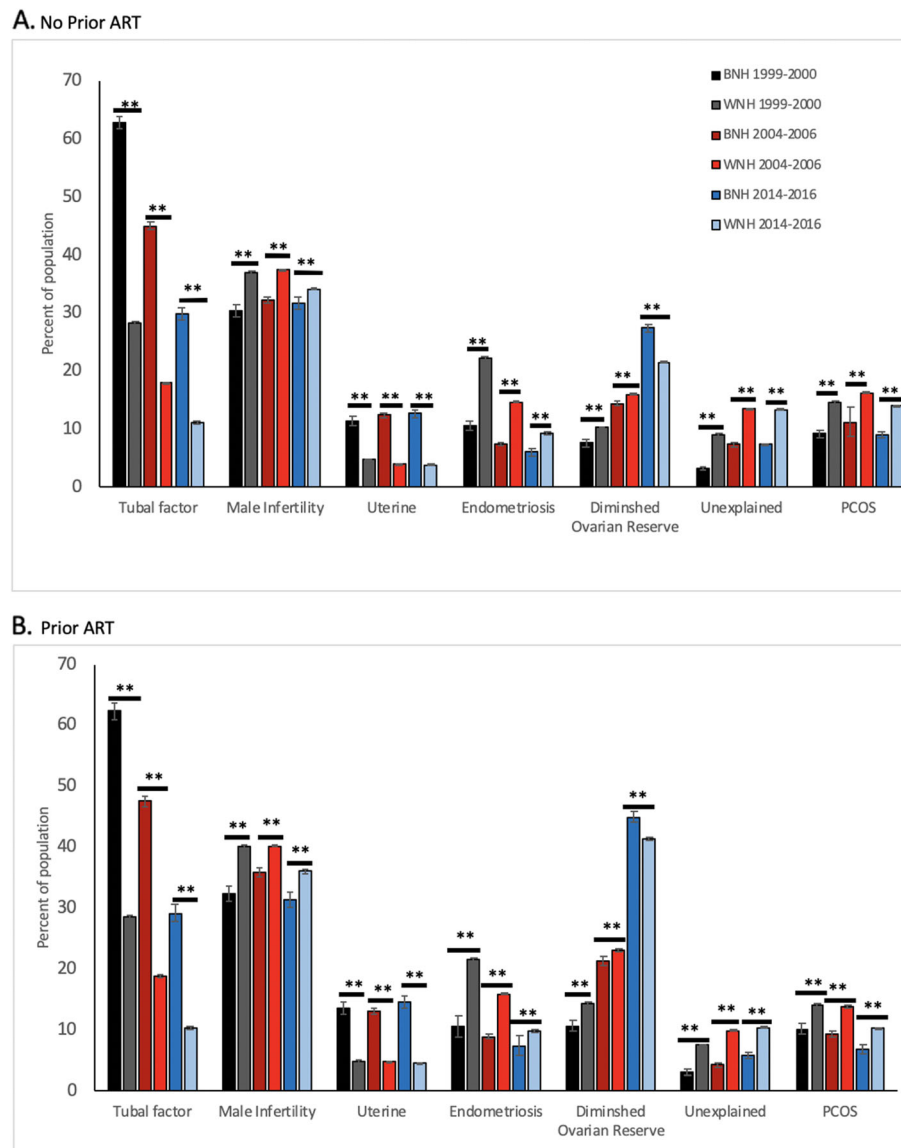 A. No Prior ART
70
60
50
40
30
20
10
0
Percent of population
** ** **
** ** **
** ** **
** ** **
** ** **
** ** **
** ** **
BNH 1999-2000
WNH 1999-2000
BNH 2004-2006
WNH 2004-2006
BNH 2014-2016
WNH 2014-2016
Tubal factor Male Infertility Uterine Endometriosis Diminshed Unexplained PCOS
Ovarian Reserve
B. Prior ART
70
60
50
40
30
20
10
0
Percent of population
** ** **
** ** **
** ** **
** ** **
** ** **
** ** **
** ** **
Tubal factor Male Infertility Uterine Endometriosis Diminshed Unexplained PCOS
Ovarian Reserve